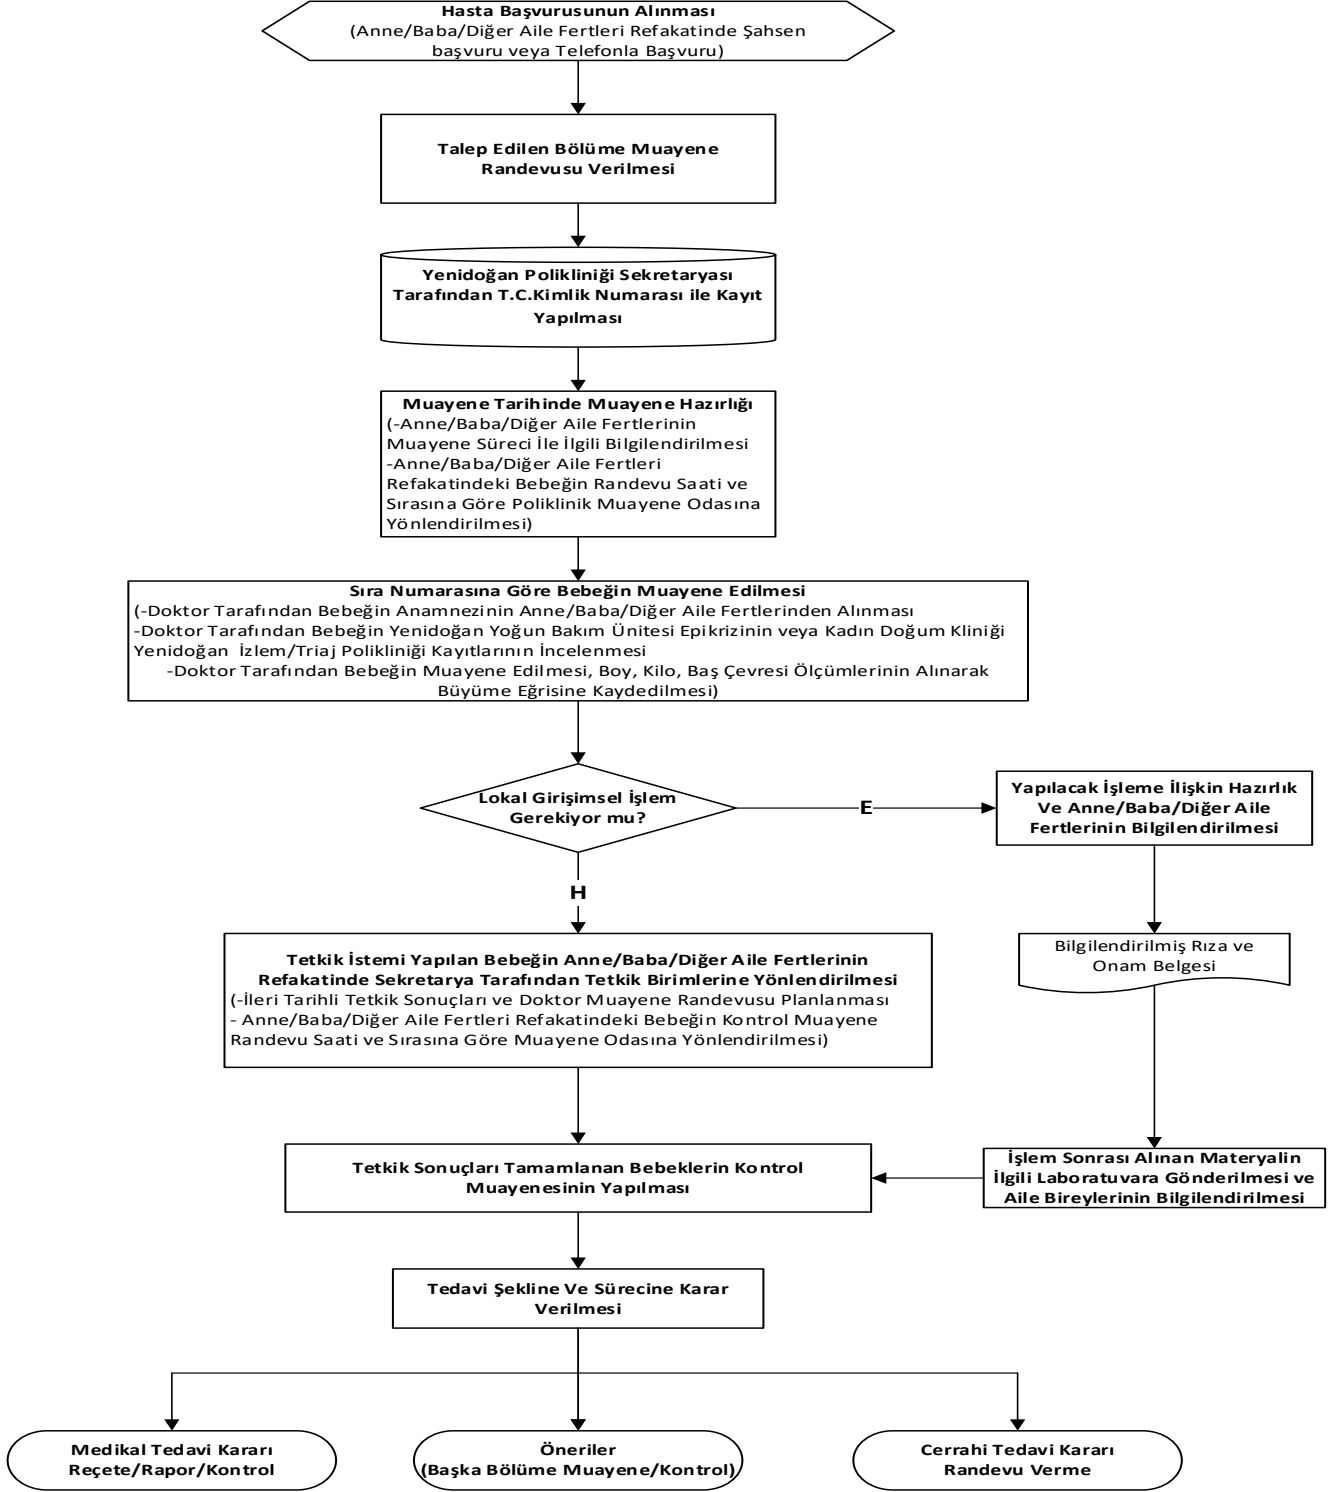 Hasta Başvurusunun Alınması
(Anne/Baba/Diğer Aile Fertleri Refakatinde Şahsen
başvuru veya Telefonla Başvuru)
Talep Edilen Bölüme Muayene
Randevusu Verilmesi
Yenidoğan Polikliniği Sekretaryası
Tarafından T.C.Kimlik Numarası ile Kayıt
Yapılması
Muayene Tarihinde Muayene Hazırlığı
(-Anne/Baba/Diğer Aile Fertlerinin
Muayene Süreci İle İlgili Bilgilendirilmesi
-Anne/Baba/Diğer Aile Fertleri
Refakatindeki Bebeğin Randevu Saati ve
Sırasına Göre Poliklinik Muayene Odasına
Yönlendirilmesi)
Sıra Numarasına Göre Bebeğin Muayene Edilmesi
(-Doktor Tarafından Bebeğin Anamnezinin Anne/Baba/Diğer Aile Fertlerinden Alınması
-Doktor Tarafından Bebeğin Yenidoğan Yoğun Bakım Ünitesi Epikrizinin veya Kadın Doğum Kliniği
Yenidoğan İzlem/Triaj Polikliniği Kayıtlarının İncelenmesi
-Doktor Tarafından Bebeğin Muayene Edilmesi, Boy, Kilo, Baş Çevresi Ölçümlerinin Alınarak
Büyüme Eğrisine Kaydedilmesi)
Lokal Girişimsel İşlem
Gerekiyor mu?
E
Yapılacak İşleme İlişkin Hazırlık
Ve Anne/Baba/Diğer Aile
Fertlerinin Bilgilendirilmesi
H
Bilgilendirilmiş Rıza ve
Onam Belgesi
Tetkik İstemi Yapılan Bebeğin Anne/Baba/Diğer Aile Fertlerinin
Refakatinde Sekretarya Tarafından Tetkik Birimlerine Yönlendirilmesi
(-İleri Tarihli Tetkik Sonuçları ve Doktor Muayene Randevusu Planlanması
- Anne/Baba/Diğer Aile Fertleri Refakatindeki Bebeğin Kontrol Muayene
Randevu Saati ve Sırasına Göre Muayene Odasına Yönlendirilmesi)
Tetkik Sonuçları Tamamlanan Bebeklerin Kontrol
Muayenesinin Yapılması
İşlem Sonrası Alınan Materyalin
İlgili Laboratuvara Gönderilmesi ve
Aile Bireylerinin Bilgilendirilmesi
Tedavi Şekline Ve Sürecine Karar
Verilmesi
Medikal Tedavi Kararı
Reçete/Rapor/Kontrol
Öneriler
(Başka Bölüme Muayene/Kontrol)
Cerrahi Tedavi Kararı
Randevu Verme